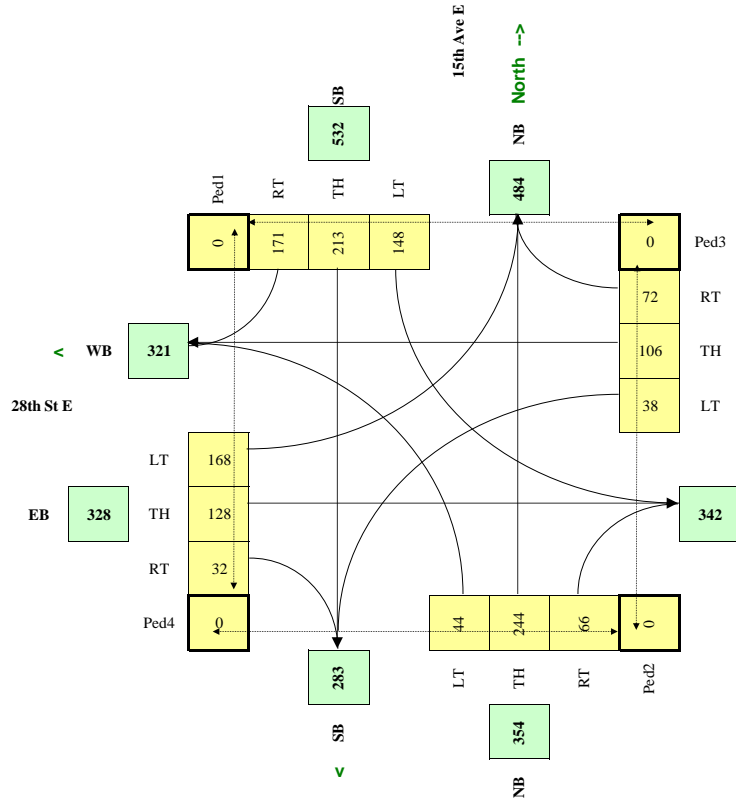 15th Ave E
North -->
SB
532
NB
484
Ped1
RT
TH
LT
0
171
213
148
0
Ped3
72
RT
106
TH
38
LT
<
WB
321
28th St E
LT
168
EB
328
TH
128
RT
32
Ped4
0
342
44
244
66
0
LT
TH
RT
Ped2
283
SB
<
354
NB